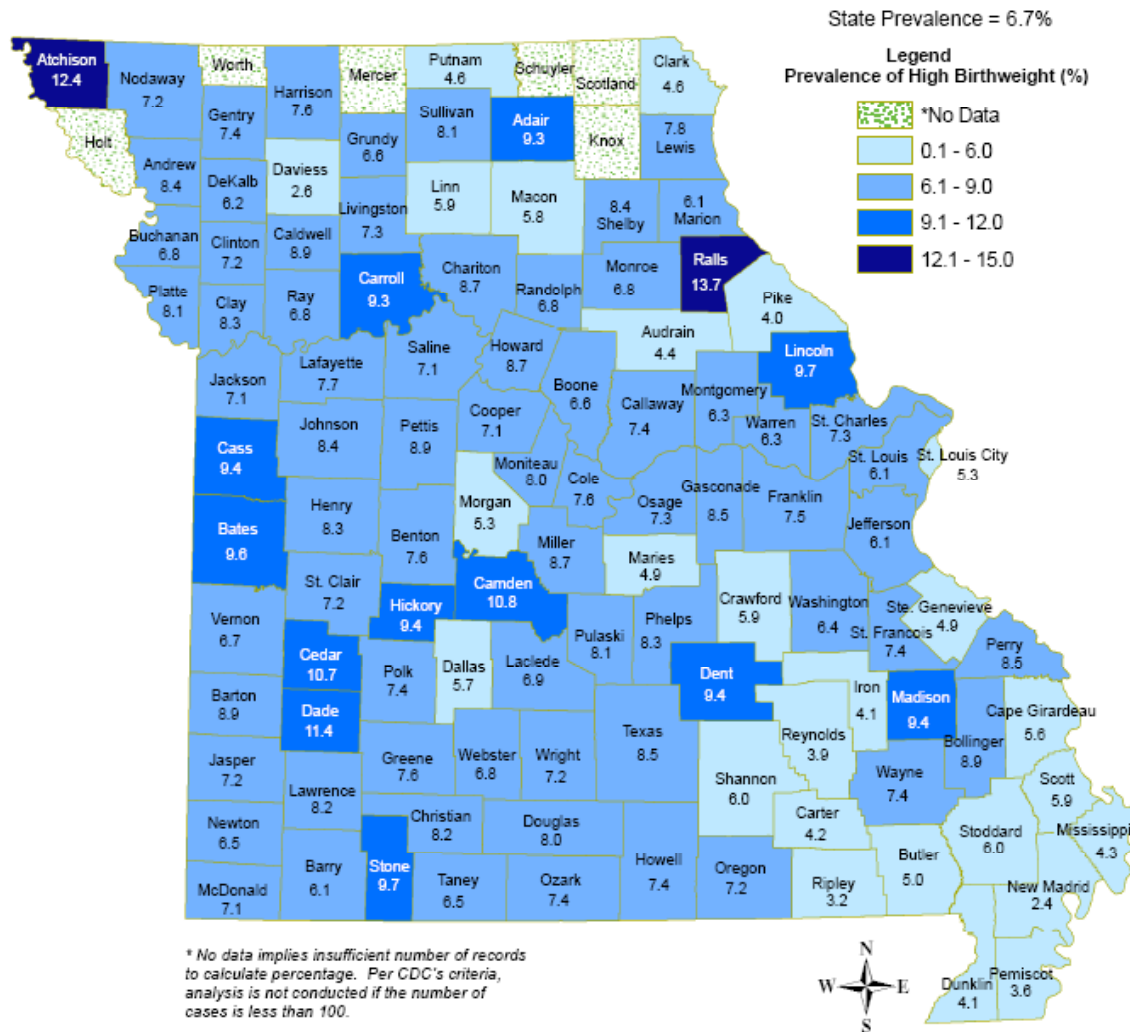 State Prevalence = 6.7%
Legend
Prevalence of High Birthweight (%)
*No Data
0.1 - 6.0
6.1 - 9.0
9.1 - 12.0
12.1 - 15.0
Atchison
12.4
Nodaway
7.2
Worth
Harrison
7.6
Mercer
Putnam
4.6
Schuyler
Scotland
Clark
4.6
Holt
Gentry
7.4
Sullivan
8.1
Adair
9.3
Knox
7.8
Lewis
Andrew
8.4
DeKalb
6.2
Daviess
2.6
Grundy
6.6
Linn
5.9
Macon
5.8
8.4
Shelby
6.1
Marion
Buchanan
6.8
Clinton
7.2
Caldwell
8.9
Livingston
7.3
Platte
8.1
Clay
8.3
Ray
6.8
Carroll
9.3
Chariton
8.7
Randolph
6.8
Monroe
6.8
Ralls
13.7
Pike
4.0
Audrain
4.4
Lincoln
9.7
Jackson
7.1
Lafayette
7.7
Saline
7.1
Howard
8.7
Boone
6.6
Callaway
7.4
Montgomery
6.3
Warren
6.3
St. Charles
7.3
St. Louis
6.1
St. Louis City
5.3
Cass
9.4
Johnson
8.4
Pettis
8.9
Cooper
7.1
Moniteau
8.0
Cole
7.6
Osage
7.3
Gasconade
8.5
Franklin
7.5
Jefferson
6.1
Bates
9.6
Henry
8.3
Benton
7.6
Morgan
5.3
Miller
8.7
Maries
4.9
Camden
10.8
St. Clair
7.2
Hickory
9.4
Vernon
6.7
Cedar
10.7
Polk
7.4
Dallas
5.7
Laclede
6.9
Pulaski
8.1
Phelps
8.3
Crawford
5.9
Washington
6.4
Ste. Genevieve
4.9
St. Francois
7.4
Perry
8.5
Dent
9.4
Iron
4.1
Madison
9.4
Cape Girardeau
5.6
Bollinger
8.9
Barton
8.9
Dade
11.4
Greene
7.6
Webster
6.8
Wright
7.2
Texas
8.5
Reynolds
3.9
Shannon
6.0
Wayne
7.4
Scott
5.9
Jasper
7.2
Lawrence
8.2
Christian
8.2
Douglas
8.0
Carter
4.2
Stoddard
6.0
Mississippi
4.3
Newton
6.5
Barry
6.1
Stone
9.7
Taney
6.5
Ozark
7.4
Howell
7.4
Oregon
7.2
Ripley
3.2
Butler
5.0
New Madrid
2.4
McDonald
7.1
Dunklin
4.1
Pemiscot
3.6
* No data implies insufficient number of records
to calculate percentage. Per CDC's criteria,
analysis is not conducted if the number of
cases is less than 100.
N
W
E
S